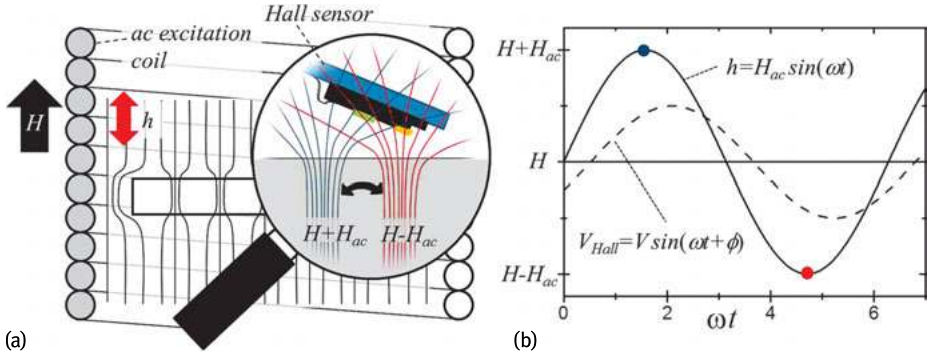 (a)
Hall sensor
ac excitation
coil
H
h
H+Hac
H-Hac
(b)
H+Hac
H
H-Hac
h=Hac sin(ωt)
VHall=V sin(ωt+ϕ)
0
2
4
6
ωt